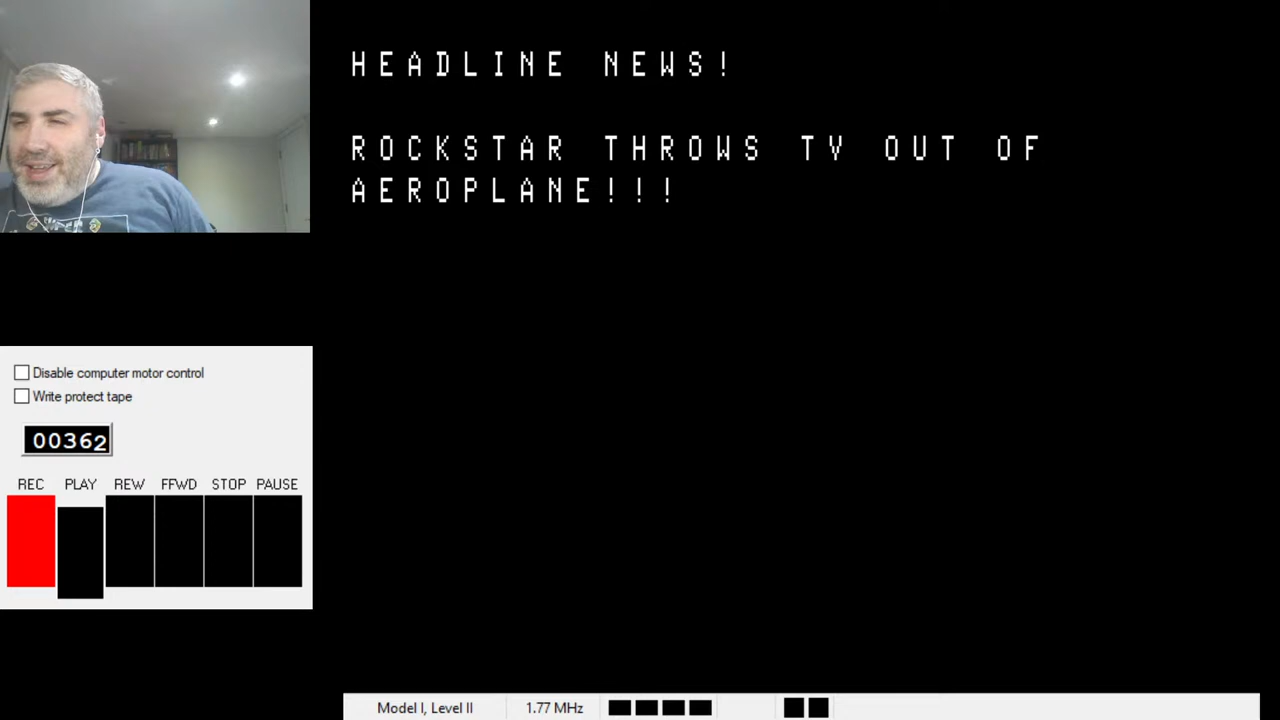 HEADLINE NEWS!
ROCKSTAR THROWS TV OUT OF
AEROPLANE!!!
Disable computer motor control
Write protect tape
00362
REC PLAY REW FFWD STOP PAUSE
Model I, Level II 1.77 MHz